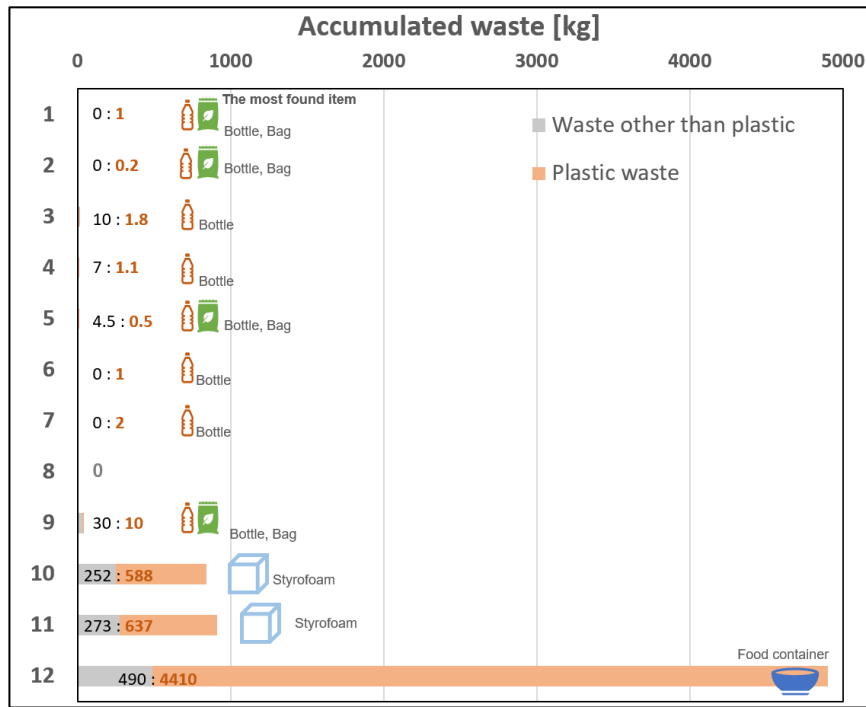 Accumulated waste [kg]
0 1000 2000 3000 4000 5000
The most found item
1 0 : 1 Bottle, Bag
Waste other than plastic
2 0 : 0.2 Bottle, Bag
Plastic waste
3 10 : 1.8 Bottle
4 7 : 1.1 Bottle
5 4.5 : 0.5 Bottle, Bag
6 0 : 1 Bottle
7 0 : 2 Bottle
8 0
9 30 : 10 Bottle, Bag
10 252 : 588 Styrofoam
11 273 : 637 Styrofoam
Food container
12 490 : 4410